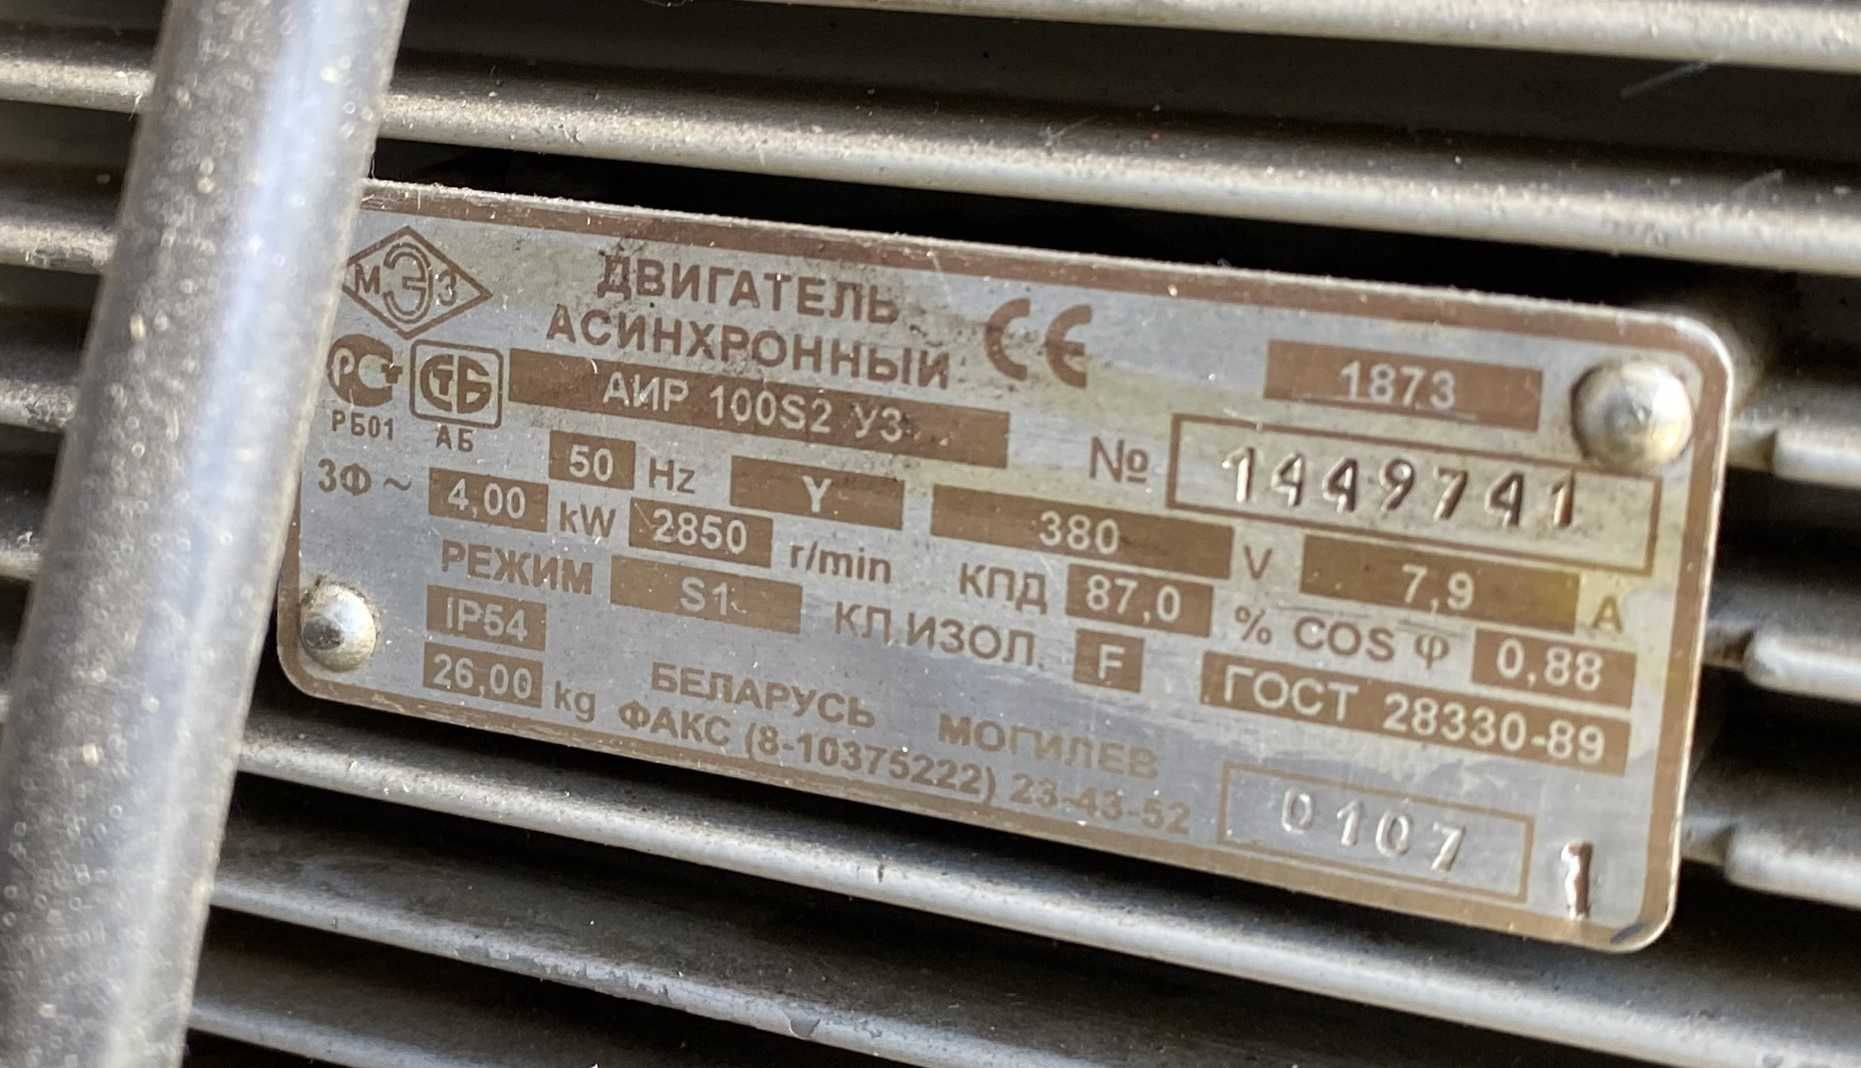 МЭЗ
ДВИГАТЕЛЬ
АСИНХРОННЫЙ
CE
1873
РСТ
РБ01
СТБ
АБ
АИР 100S2 У3
№ 1449741
3Ф ~ 50 Hz Y 380 V 7,9 А
4,00 kW 2850 r/min КПД 87,0 % COS φ 0,88
РЕЖИМ S1 КЛ.ИЗОЛ. F ГОСТ 28330-89
IP54
26,00 kg БЕЛАРУСЬ МОГИЛЕВ
ФАКС (8-10375222) 23-43-52
0107 1